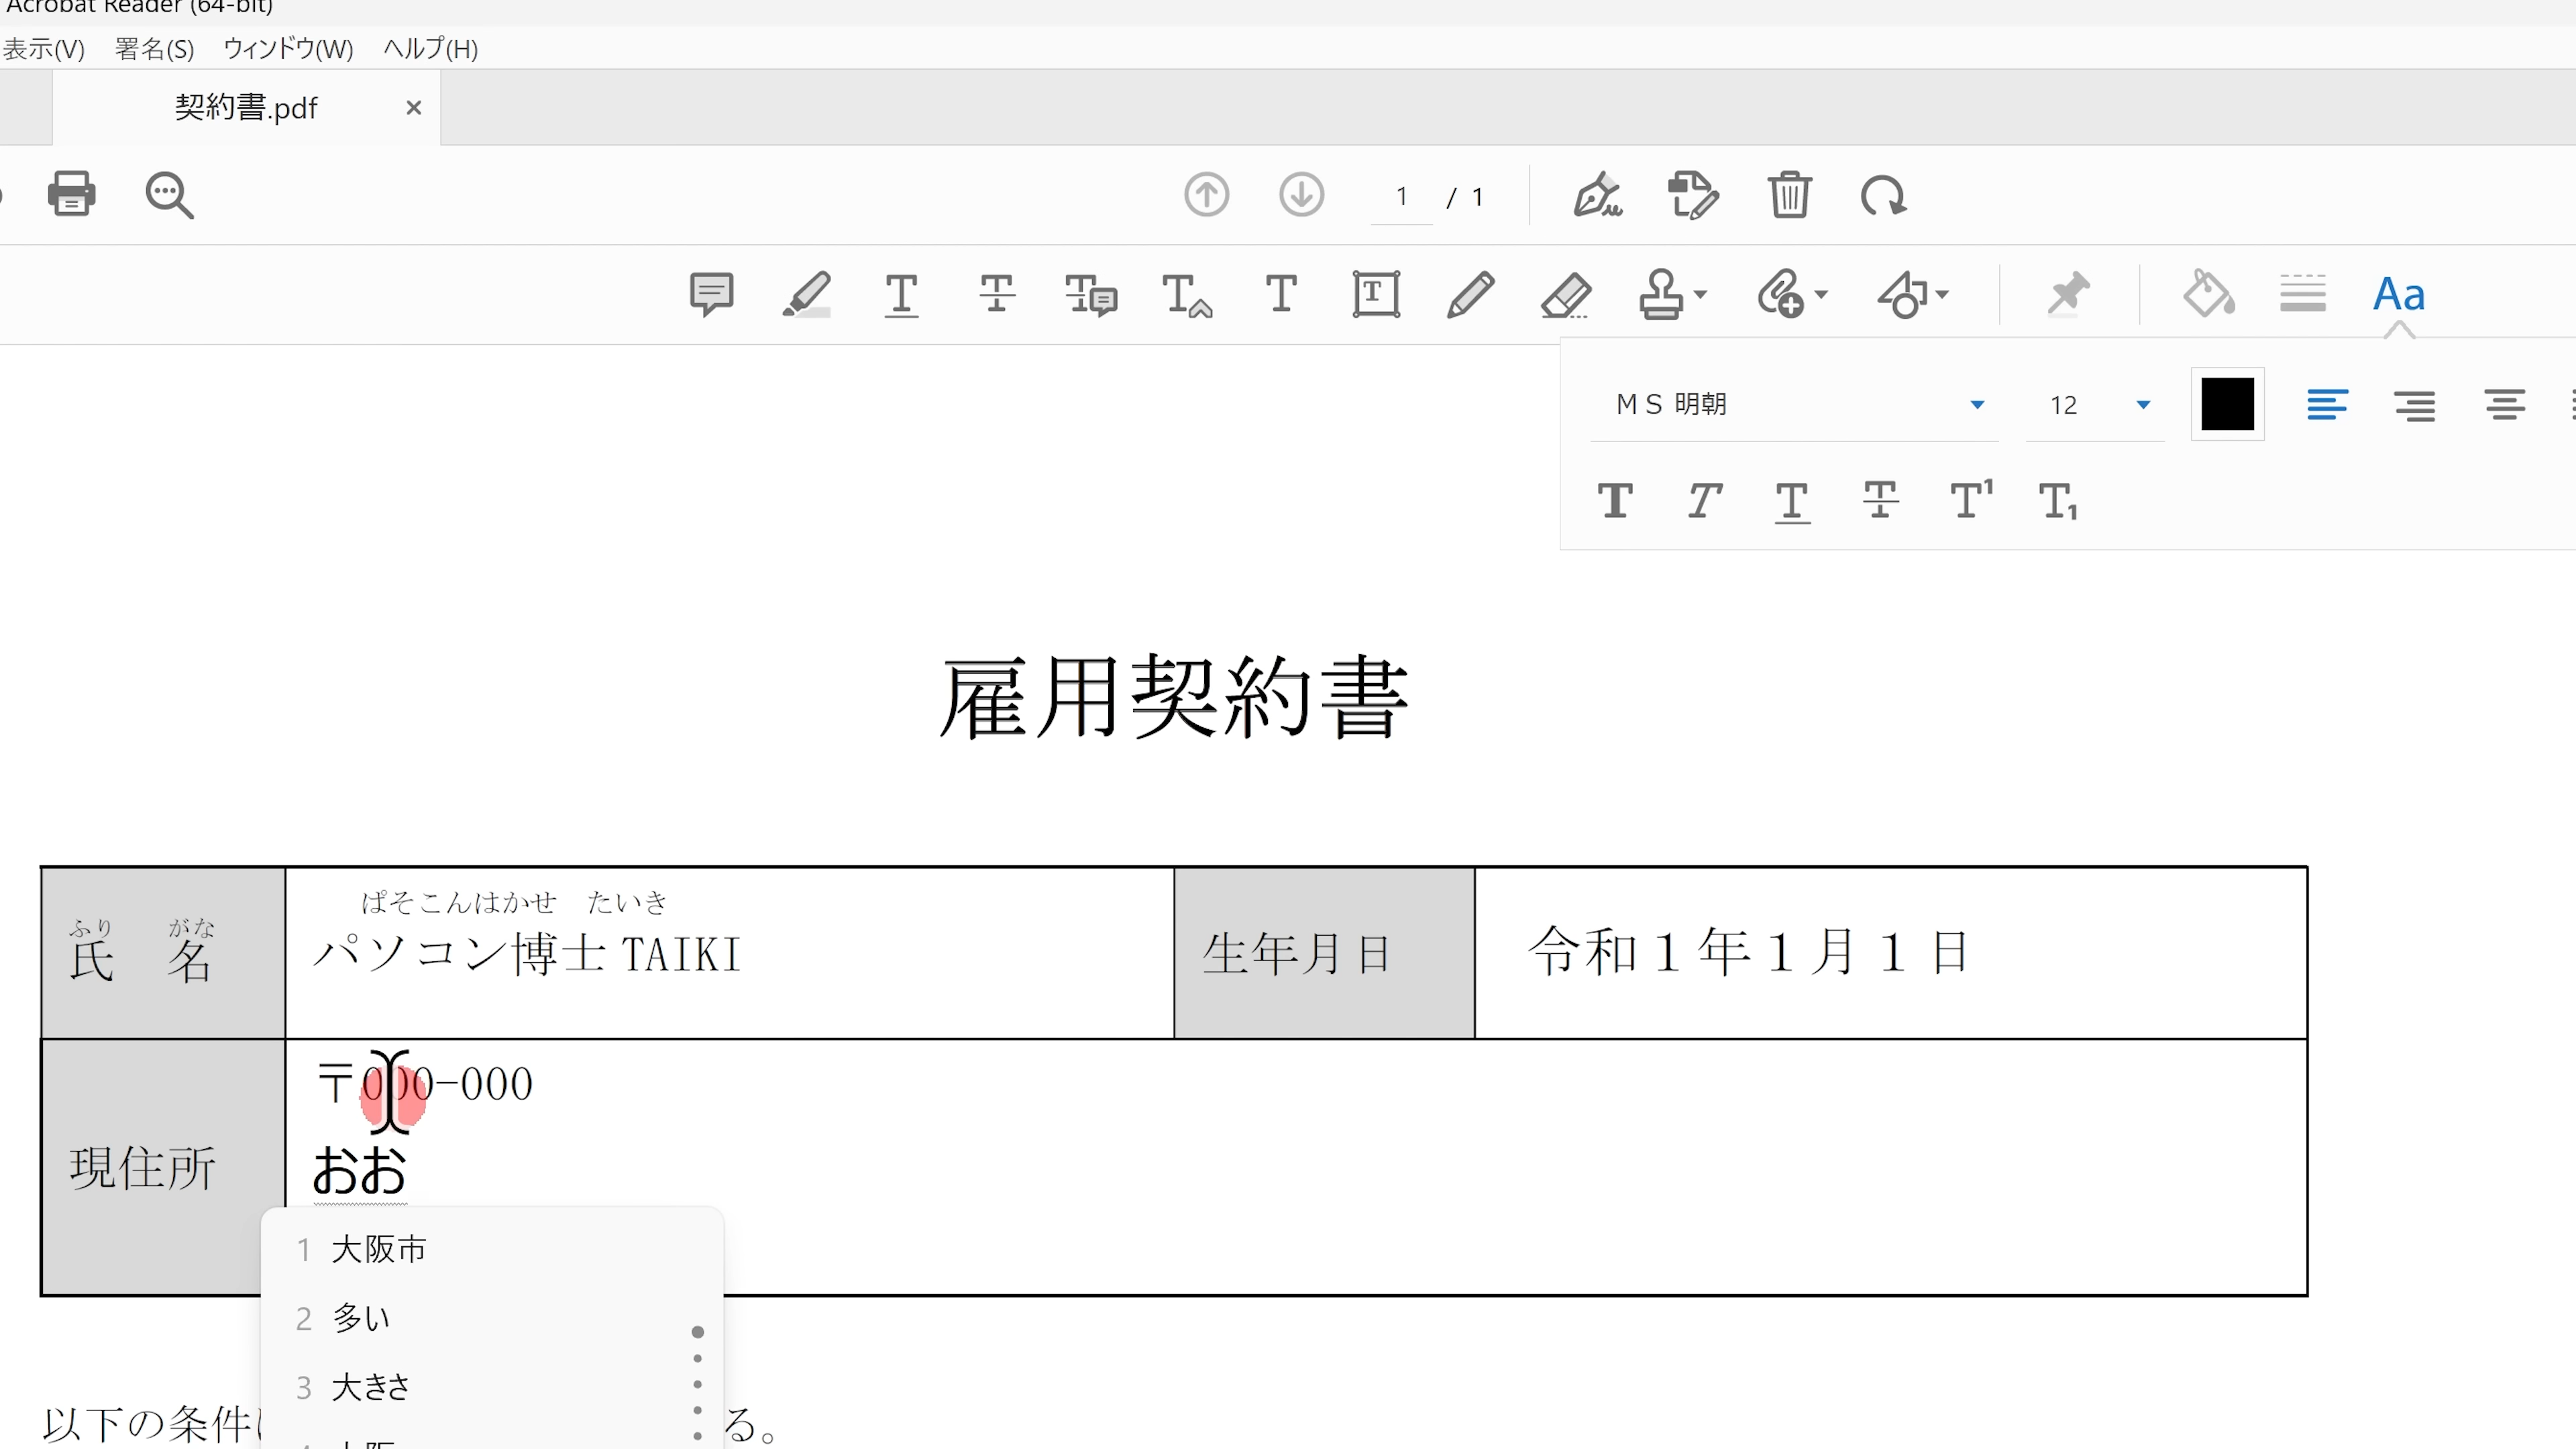 Acrobat Reader (64-bit)
表示(V) 署名(S) ウィンドウ(W) ヘルプ(H)
契約書.pdf
1 / 1
Aa
ＭＳ 明朝 12
雇用契約書
ぱそこんはかせ たいき
ふり がな
氏 名 パソコン博士 TAIKI 生年月日 令和１年１月１日
〒000-000
現住所 おお
1 大阪市
2 多い
3 大きさ
以下の条件 る。